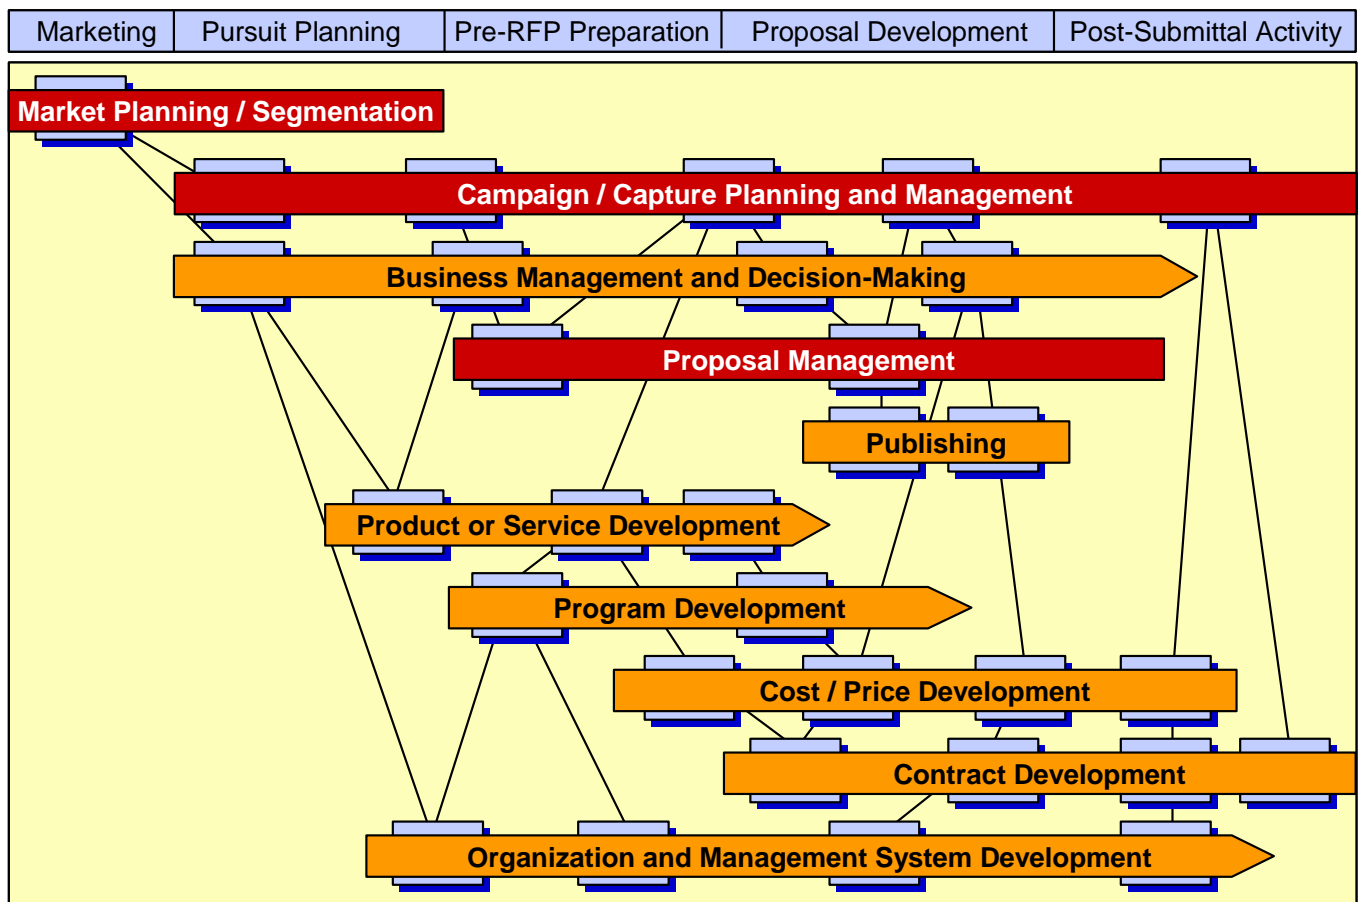 Marketing
Pursuit Planning
Pre-RFP Preparation
Proposal Development
Post-Submittal Activity
Market Planning / Segmentation
Campaign / Capture Planning and Management
Business Management and Decision-Making
Proposal Management
Publishing
Product or Service Development
Program Development
Cost / Price Development
Contract Development
Organization and Management System Development